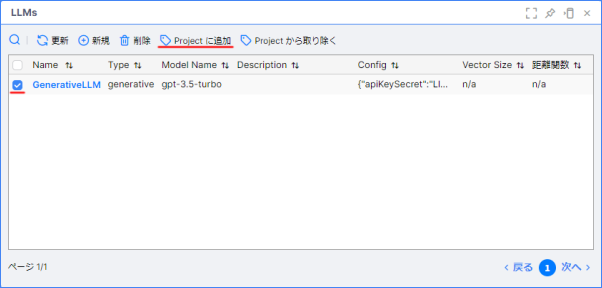 LLMs
更新 新規 削除 Project に追加 Project から取り除く
Name Type Model Name Description Config Vector Size 距離関数
GenerativeLLM generative gpt-3.5-turbo {"apiKeySecret":"LI... n/a n/a
ページ 1/1 戻る 1 次へ